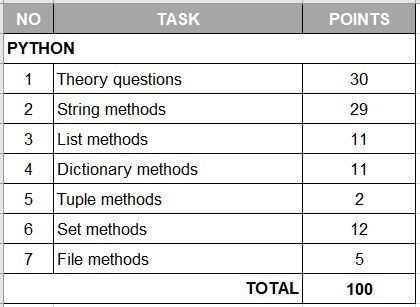 NO TASK POINTS
PYTHON
1 Theory questions 30
2 String methods 29
3 List methods 11
4 Dictionary methods 11
5 Tuple methods 2
6 Set methods 12
7 File methods 5
TOTAL 100